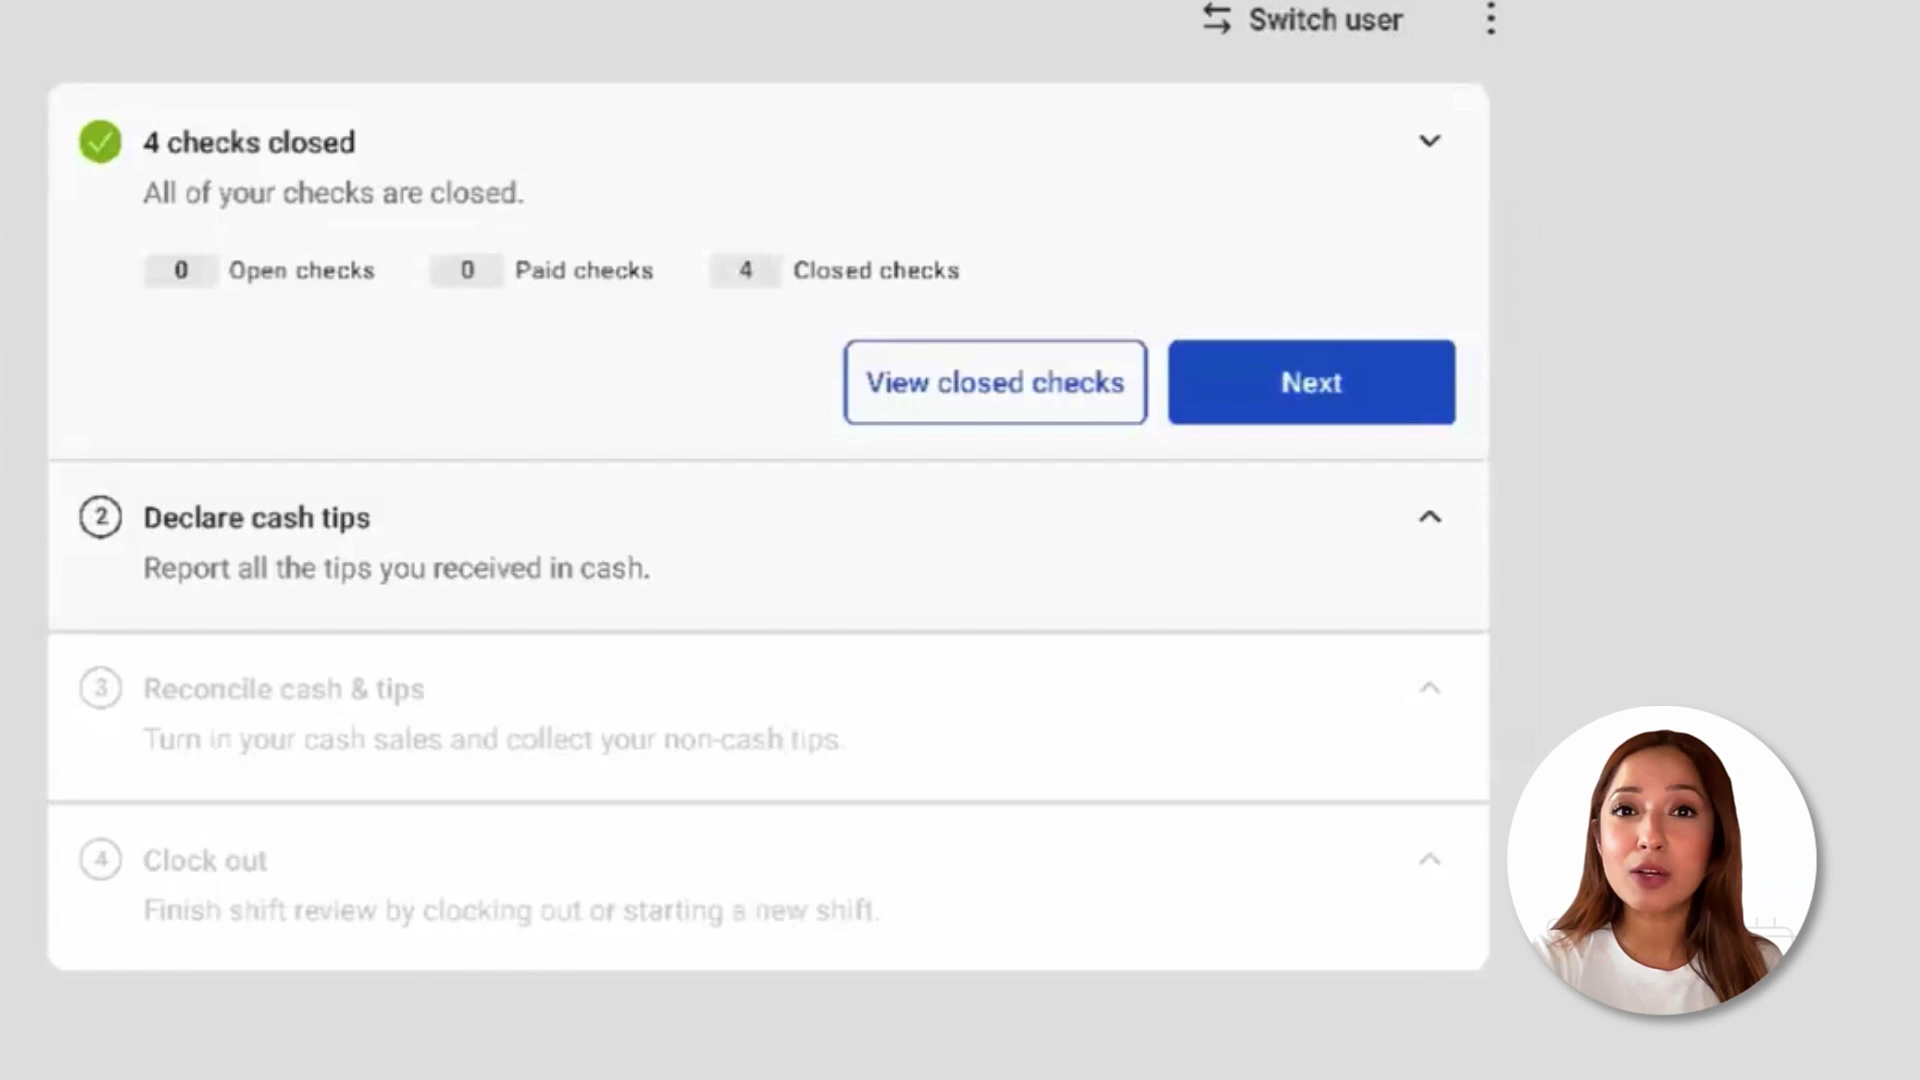 Switch user
4 checks closed
All of your checks are closed.
0 Open checks 0 Paid checks 4 Closed checks
View closed checks Next
2 Declare cash tips
Report all the tips you received in cash.
3 Reconcile cash & tips
Turn in your cash sales and collect your non-cash tips.
4 Clock out
Finish shift review by clocking out or starting a new shift.